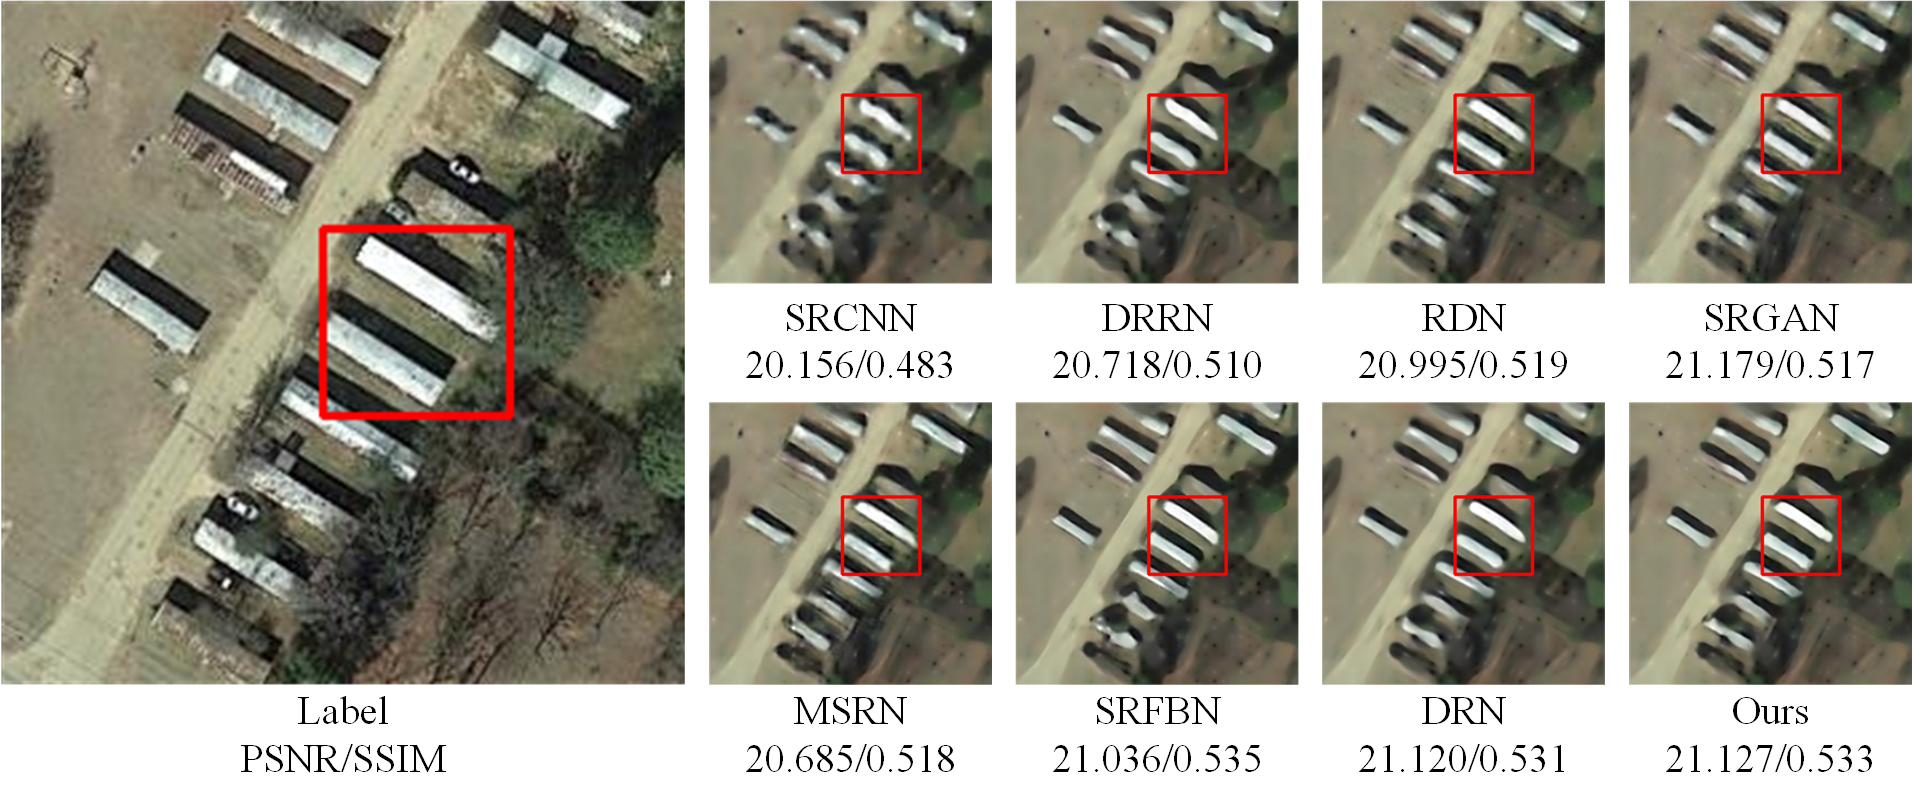 SRCNN
20.156/0.483
DRRN
20.718/0.510
RDN
20.995/0.519
SRGAN
21.179/0.517
Label
PSNR/SSIM
MSRN
20.685/0.518
SRFBN
21.036/0.535
DRN
21.120/0.531
Ours
21.127/0.533